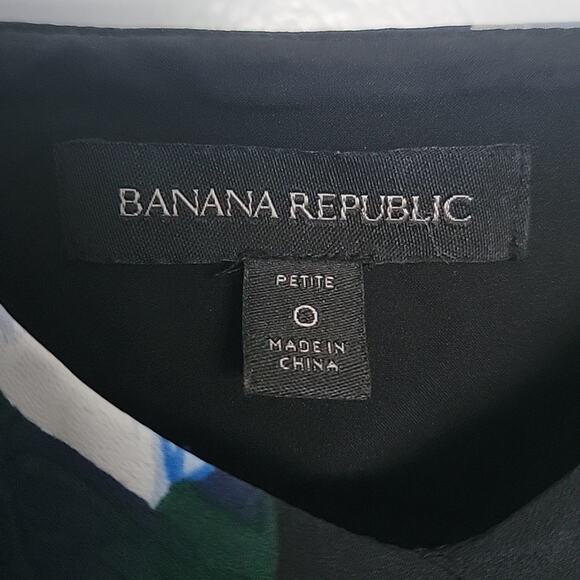 BANANA REPUBLIC
PETITE
0
MADE IN
CHINA